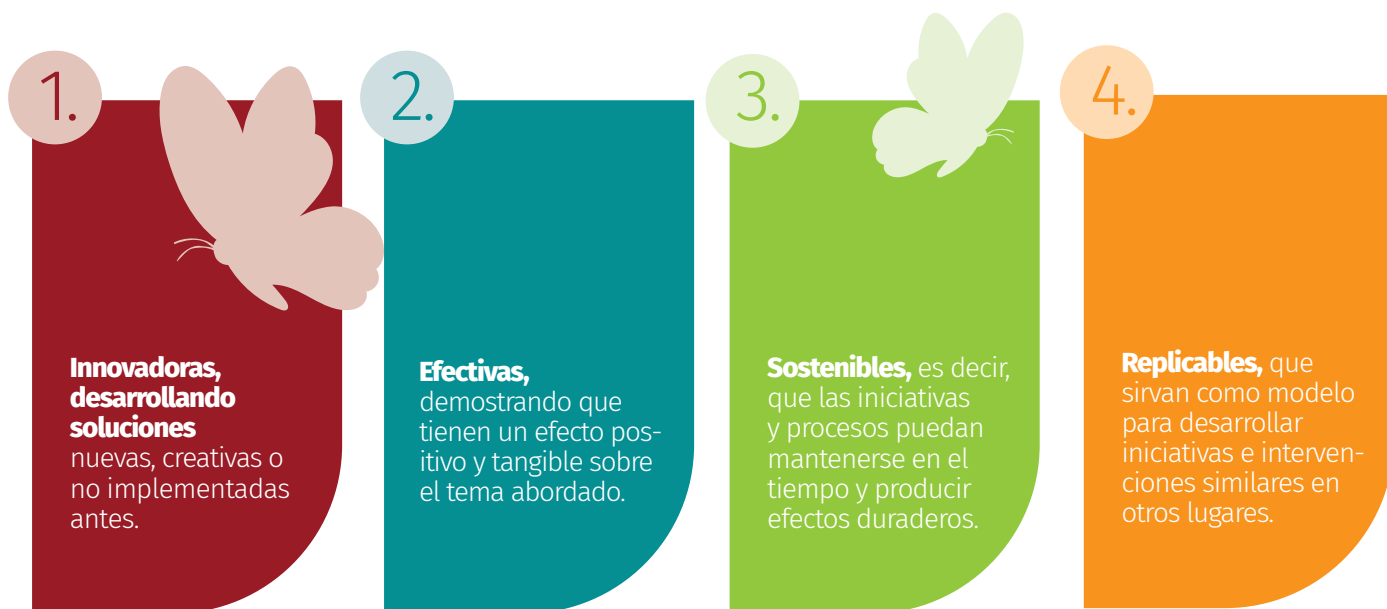 1.
Innovadoras,
desarrollando
soluciones
nuevas, creativas o
no implementadas
antes.
2.
Efectivas,
demostrando que
tienen un efecto pos-
itivo y tangible sobre
el tema abordado.
3.
Sostenibles, es decir,
que las iniciativas
y procesos puedan
mantenerse en el
tiempo y producir
efectos duraderos.
4.
Replicables, que
sirvan como modelo
para desarrollar
iniciativas e interven-
ciones similares en
otros lugares.